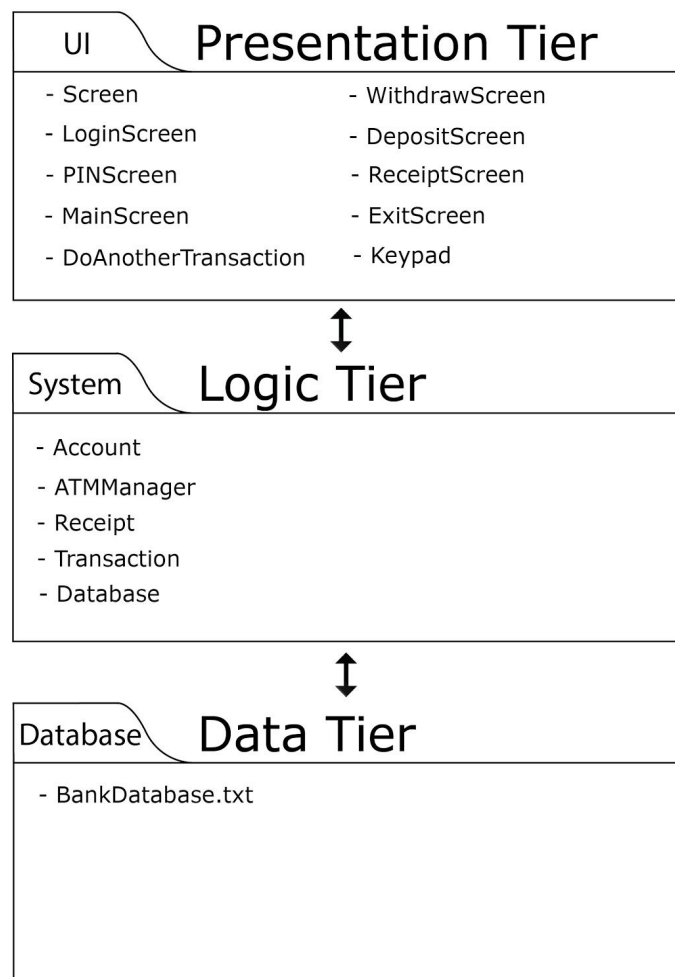 UI
Presentation Tier
- Screen
- LoginScreen
- PINScreen
- MainScreen
- DoAnotherTransaction
- WithdrawScreen
- DepositScreen
- ReceiptScreen
- ExitScreen
- Keypad
System
Logic Tier
- Account
- ATMManager
- Receipt
- Transaction
- Database
Database
Data Tier
- BankDatabase.txt